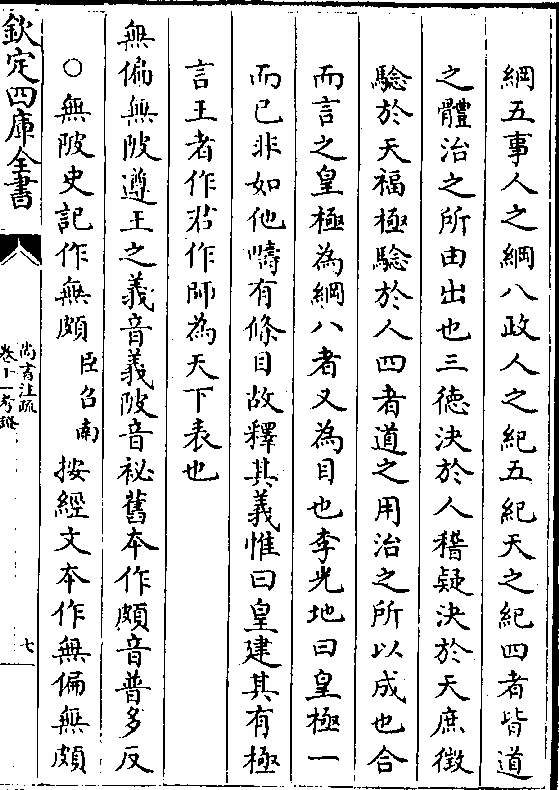 綱五事人之綱八政人之紀五紀天之紀四者皆道
之體治之所由出也三徳決於人稽疑決於天庶徴
驗於天福極驗於人四者道之用治之所以成也合
而言之皇極為綱八者又為目也李光地曰皇極一
而已非如他疇有條目故釋其義惟曰皇建其有極
言王者作君作師為天下表也
無偏無陂遵王之義音義陂音祕舊本作頗音普多反
○無陂史記作無頗臣召南按經文本作無偏無頗
欽定四庫全書
尚書注疏
卷十一考證
七